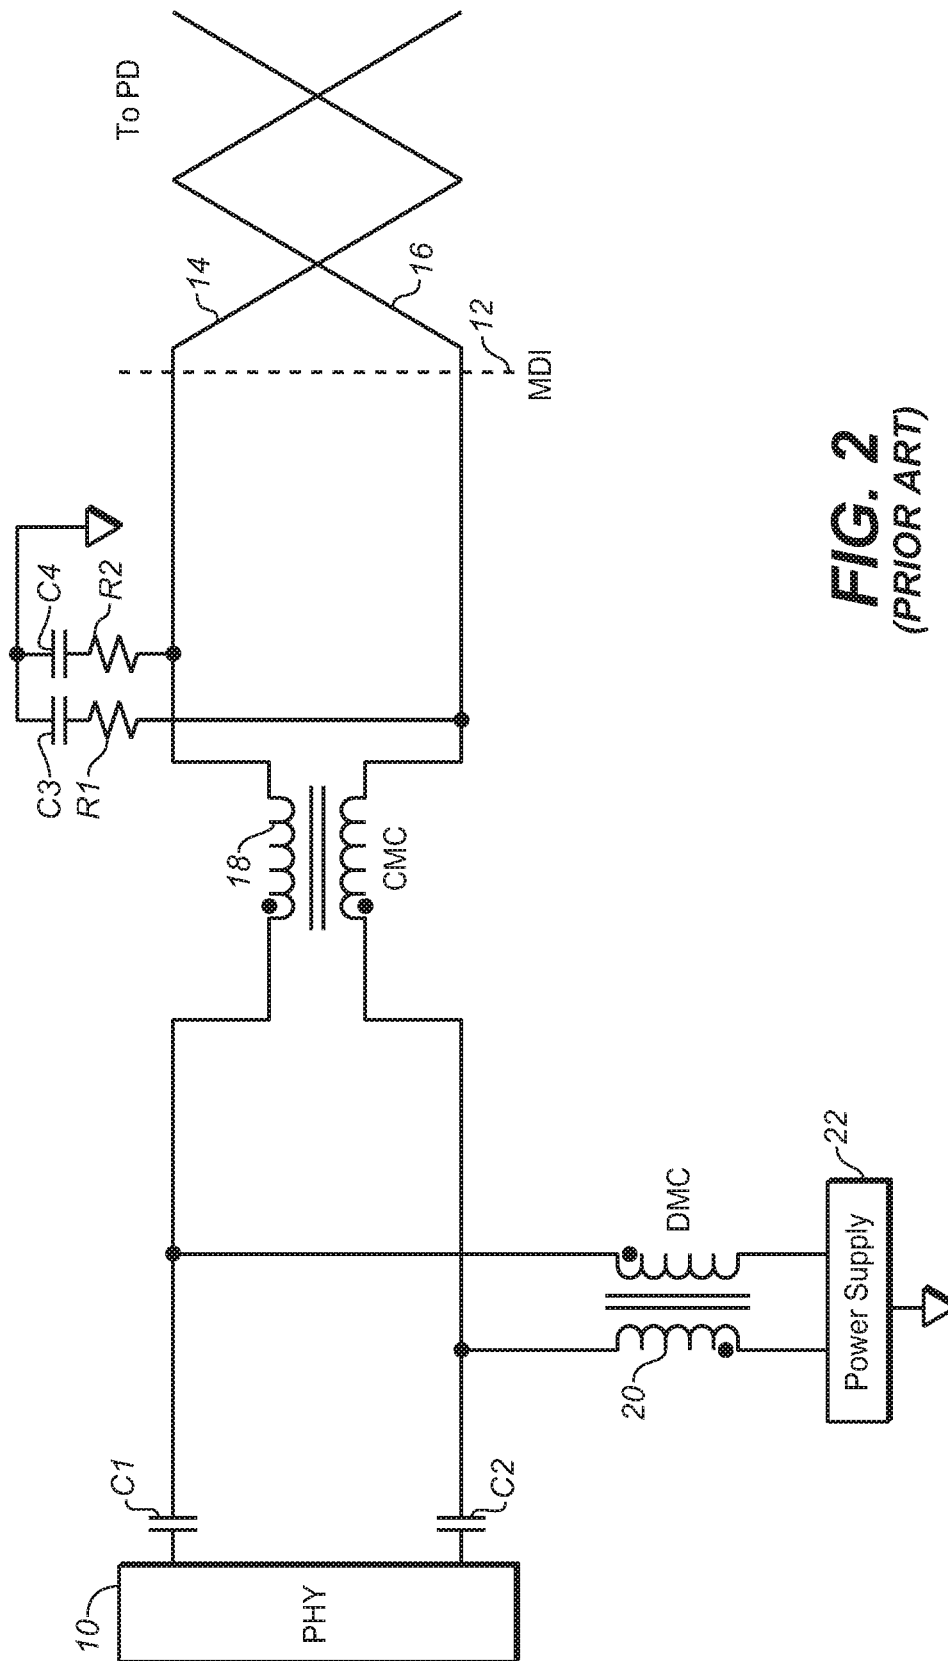 10
PHY
C1
C2
20
DMC
Power Supply
22
18
CMC
C3
R1
C4
R2
14
16
12
MDI
To PD
FIG. 2
(PRIOR ART)